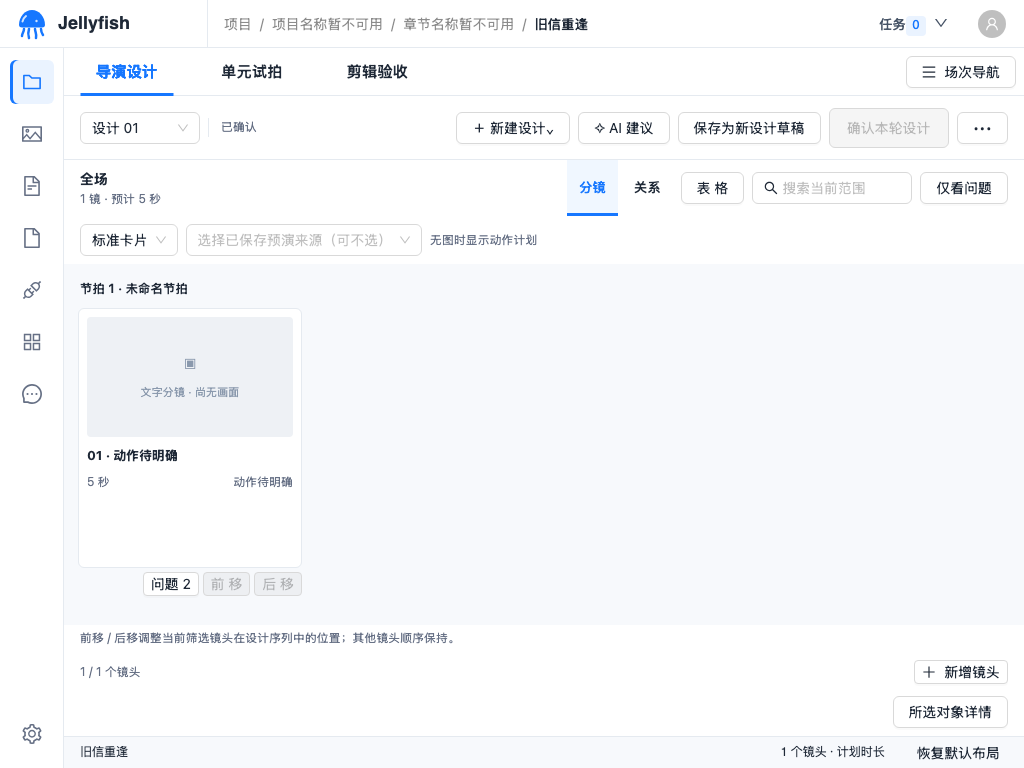 Jellyfish
项目 / 项目名称暂不可用 / 章节名称暂不可用 / 旧信重逢
任务 0
导演设计
单元试拍
剪辑验收
场次导航
设计 01
已确认
新建设计
AI 建议
保存为新设计草稿
确认本轮设计
全场
1 镜 · 预计 5 秒
分镜
关系
表 格
搜索当前范围
仅看问题
标准卡片
选择已保存预演来源（可不选）
无图时显示动作计划
节拍 1 · 未命名节拍
文字分镜 · 尚无画面
01 · 动作待明确
5 秒
动作待明确
问题 2
前 移
后 移
前移 / 后移调整当前筛选镜头在设计序列中的位置；其他镜头顺序保持。
1 / 1 个镜头
新增镜头
所选对象详情
旧信重逢
1 个镜头 · 计划时长
恢复默认布局